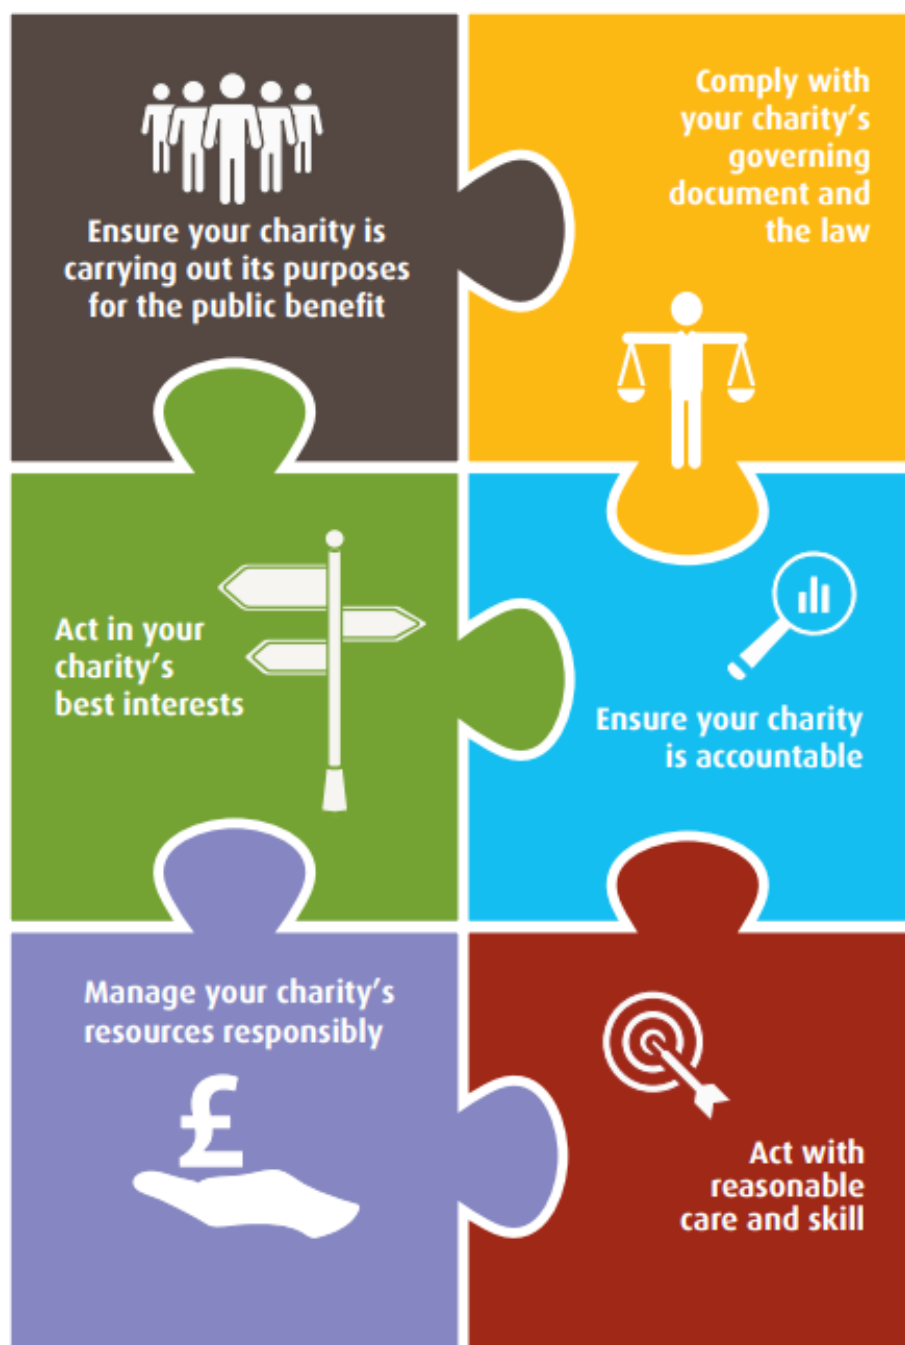 Ensure your charity is
carrying out its purposes
for the public benefit
Comply with
your charity’s
governing
document and
the law
Act in your
charity’s
best interests
Ensure your charity
is accountable
Manage your charity’s
resources responsibly
£
Act with
reasonable
care and skill